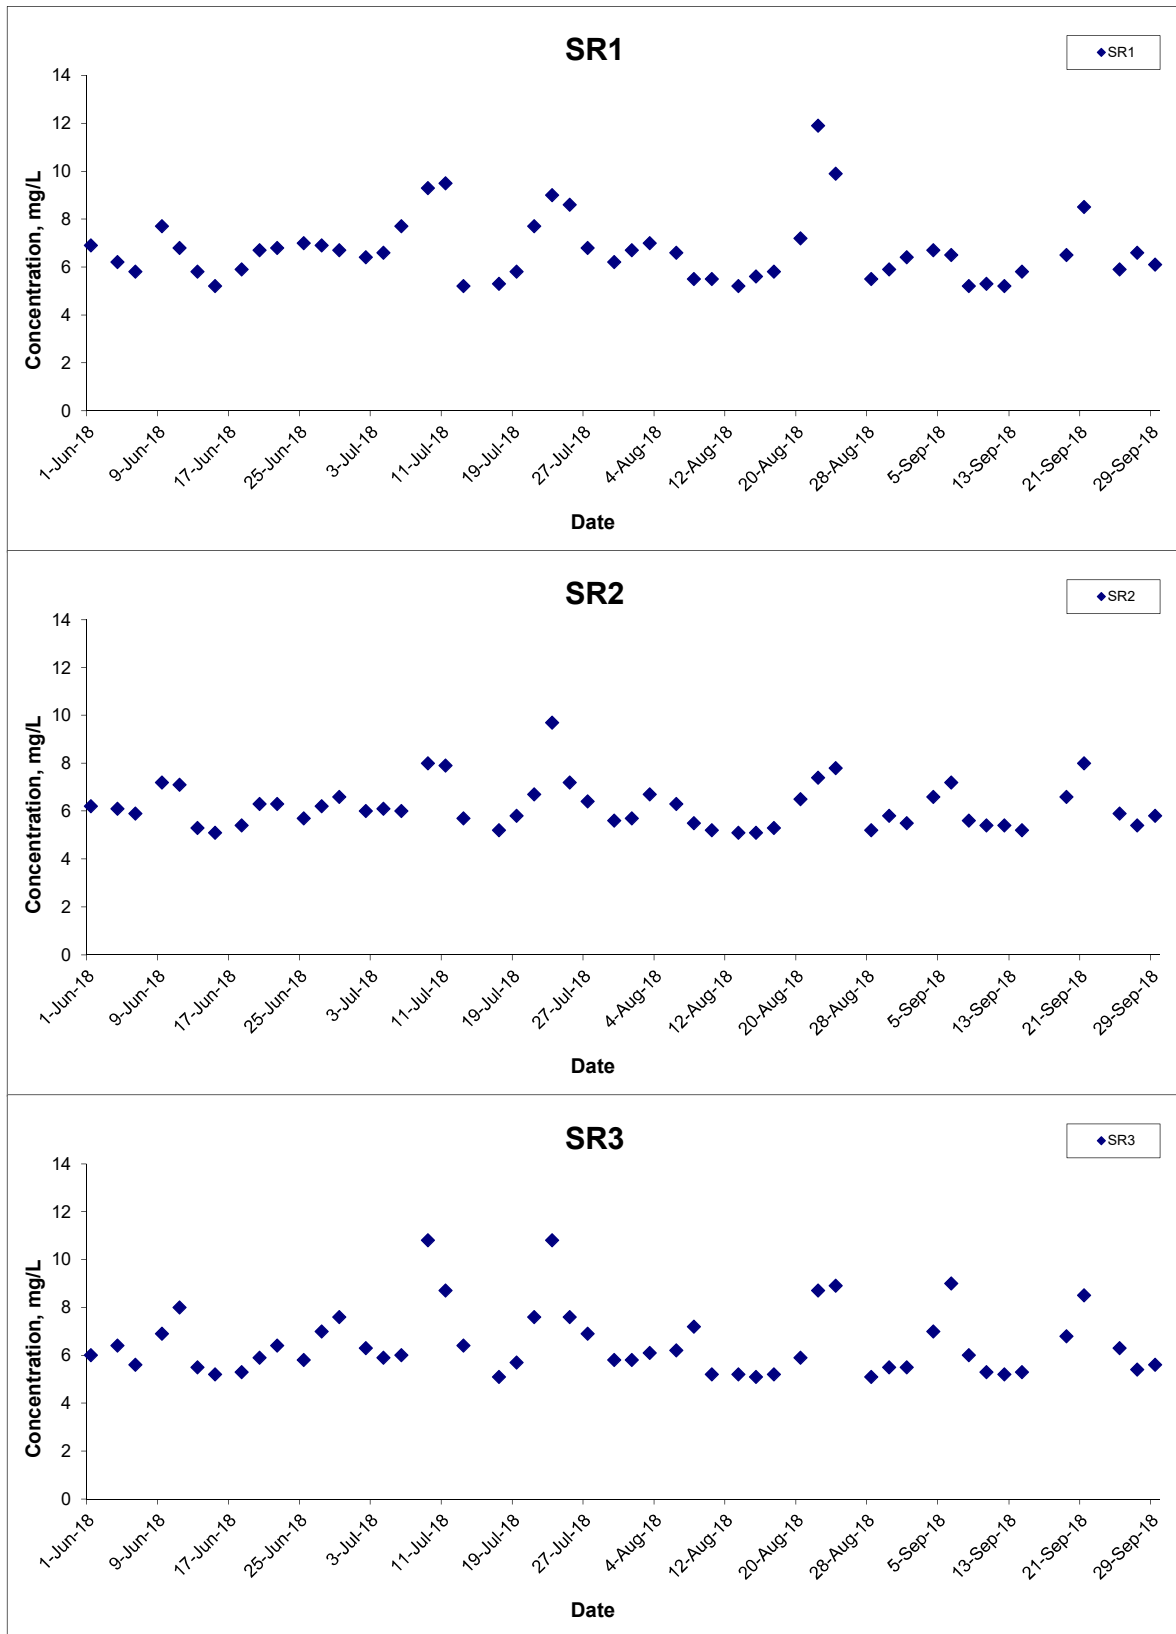 SR1
SR1
14
12
10
8
6
4
2
0
Concentration, mg/L
1-Jun-18 9-Jun-18 17-Jun-18 25-Jun-18 3-Jul-18 11-Jul-18 19-Jul-18 27-Jul-18 4-Aug-18 12-Aug-18 20-Aug-18 28-Aug-18 5-Sep-18 13-Sep-18 21-Sep-18 29-Sep-18
Date
SR2
SR2
14
12
10
8
6
4
2
0
Concentration, mg/L
1-Jun-18 9-Jun-18 17-Jun-18 25-Jun-18 3-Jul-18 11-Jul-18 19-Jul-18 27-Jul-18 4-Aug-18 12-Aug-18 20-Aug-18 28-Aug-18 5-Sep-18 13-Sep-18 21-Sep-18 29-Sep-18
Date
SR3
SR3
14
12
10
8
6
4
2
0
Concentration, mg/L
1-Jun-18 9-Jun-18 17-Jun-18 25-Jun-18 3-Jul-18 11-Jul-18 19-Jul-18 27-Jul-18 4-Aug-18 12-Aug-18 20-Aug-18 28-Aug-18 5-Sep-18 13-Sep-18 21-Sep-18 29-Sep-18
Date